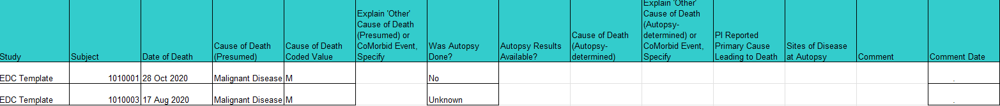 Study
Subject
Date of Death
Cause of Death
(Presumed)
Cause of Death
Coded Value
Explain 'Other'
Cause of Death
(Presumed) or
CoMorbid Event,
Specify
Was Autopsy
Done?
Autopsy Results
Available?
Cause of Death
(Autopsy-
determined)
Explain 'Other'
Cause of Death
(Autopsy-
determined) or
CoMorbid Event,
Specify
PI Reported
Primary Cause
Leading to Death
Sites of Disease
at Autopsy
Comment
Comment Date
EDC Template 1010001 28 Oct 2020 Malignant Disease M No .
EDC Template 1010003 17 Aug 2020 Malignant Disease M Unknown .